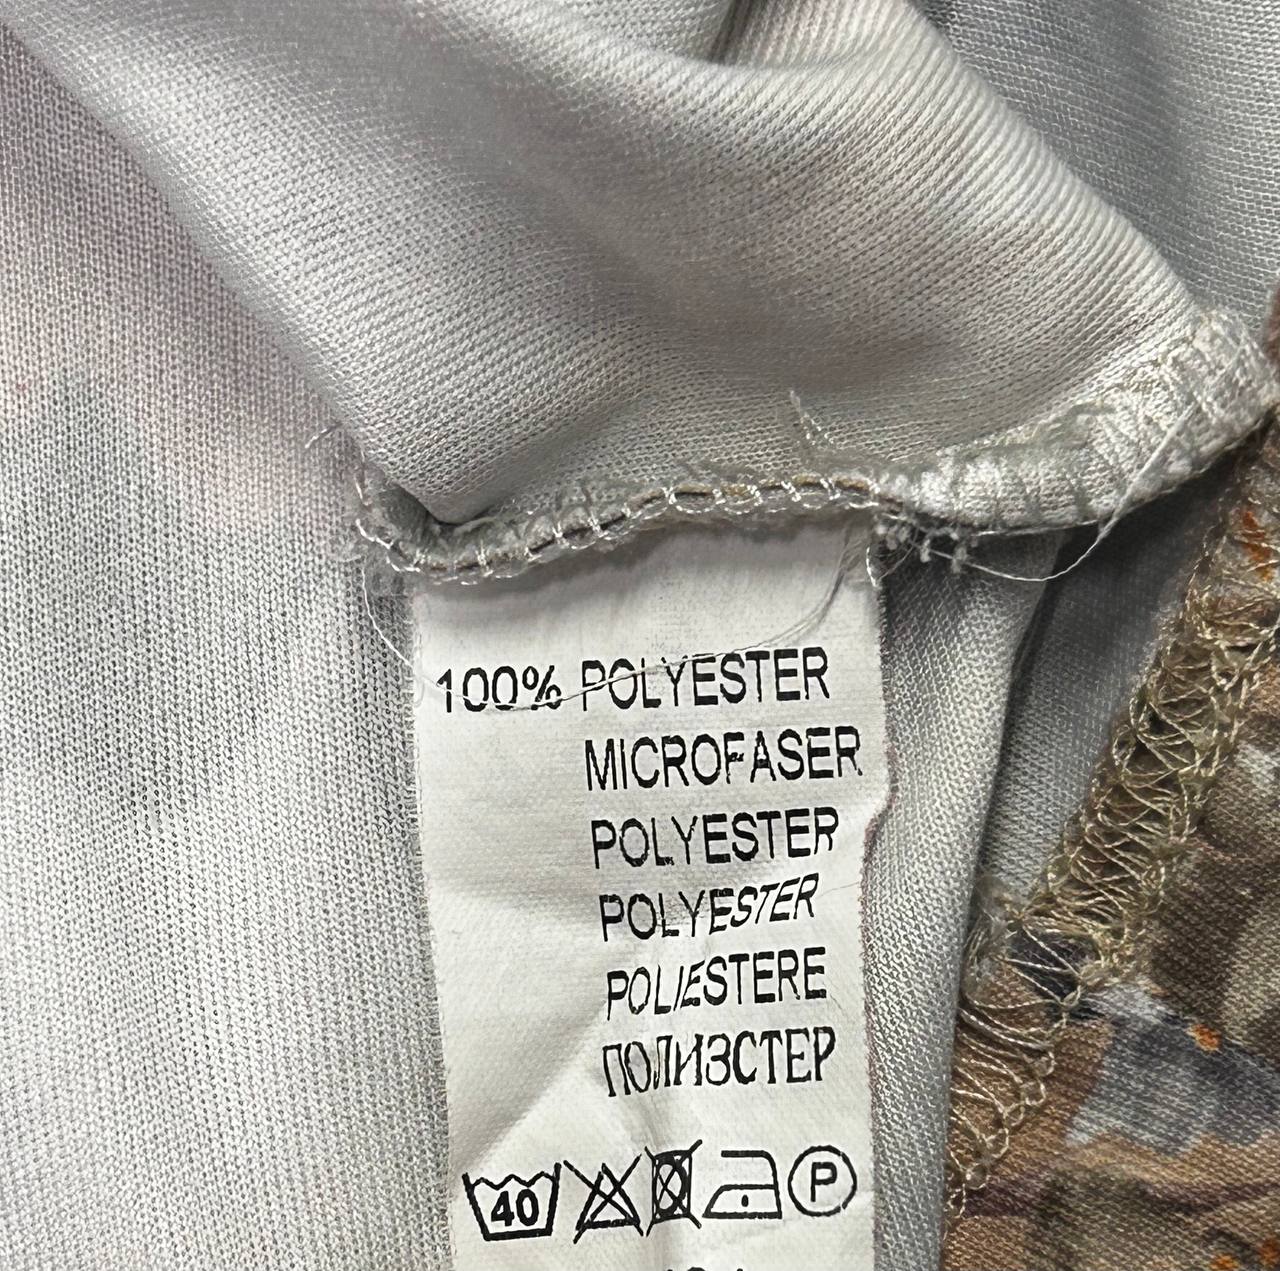 100% POLYESTER
MICROFASER
POLYESTER
POLYESTER
POLIESTERE
ПОЛИЗСТЕР
40
P